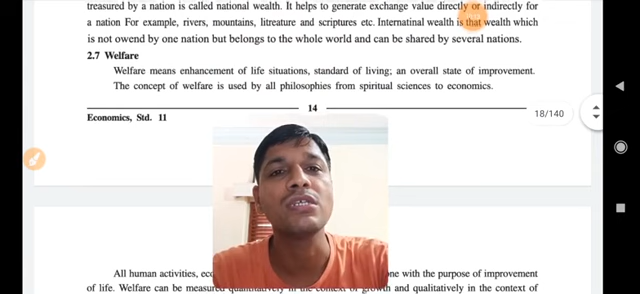 treasured by a nation is called national wealth. It helps to generate exchange value directly or indirectly for
a nation For example, rivers, mountains, litreature and scriptures etc. Internatinal wealth is that wealth which
is not owend by one nation but belongs to the whole world and can be shared by several nations.
2.7 Welfare
Welfare means enhancement of life situations, standard of living; an overall state of improvement.
The concept of welfare is used by all philosophies from spiritual sciences to economics.
14
18/140
Economics, Std. 11
All human activities, one with the purpose of improvement
of life. Welfare can be measured quantitatively in the context of growth and qualitatively in the context of